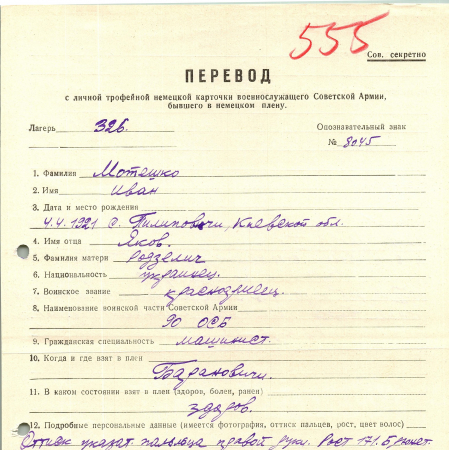 555
Сов. секретно
ПЕРЕВОД
с личной трофейной немецкой карточки военнослужащего Советской Армии,
бывшего в немецком плену.
Лагерь 326. Опознавательный знак
№ 8045
1. Фамилия Мотешко
2. Имя Иван
3. Дата и место рождения
4.4.1921 с. Пилиповичи, Киевской обл.
4. Имя отца Яков.
5. Фамилия матери Родзелич
6. Национальность украинец.
7. Воинское звание красноармеец.
8. Наименование воинской части Советской Армии
90 ОСБ
9. Гражданская специальность машинист.
10. Когда и где взят в плен
Барановичи.
11. В каком состоянии взят в плен (здоров, болен, ранен)
здоров.
12. Подробные персональные данные (имеется фотография, оттиск пальцев, рост, цвет волос)
Оттиск указат. пальца правой руки. Рост 171. Брюнет.